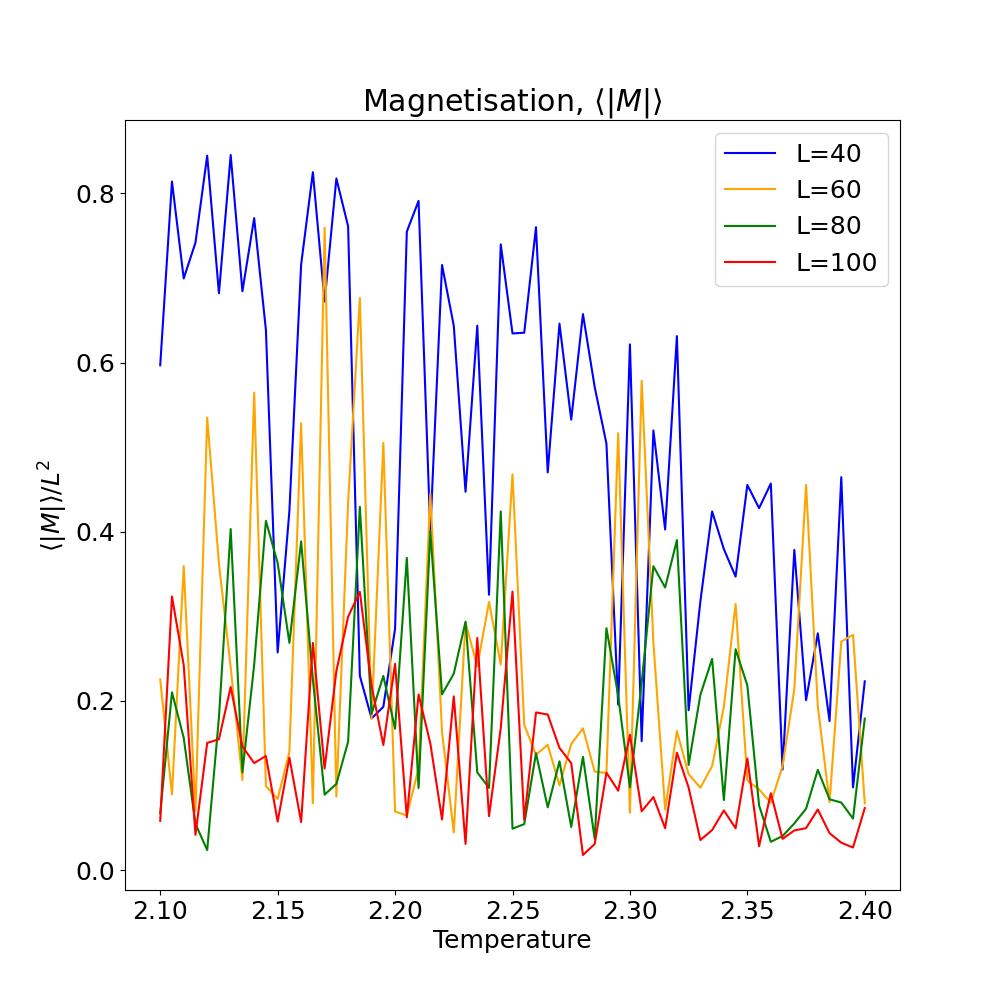 Magnetisation, ⟨|M|⟩
L=40
L=60
L=80
L=100
⟨|M|⟩/L²
0.8
0.6
0.4
0.2
0.0
2.10 2.15 2.20 2.25 2.30 2.35 2.40
Temperature